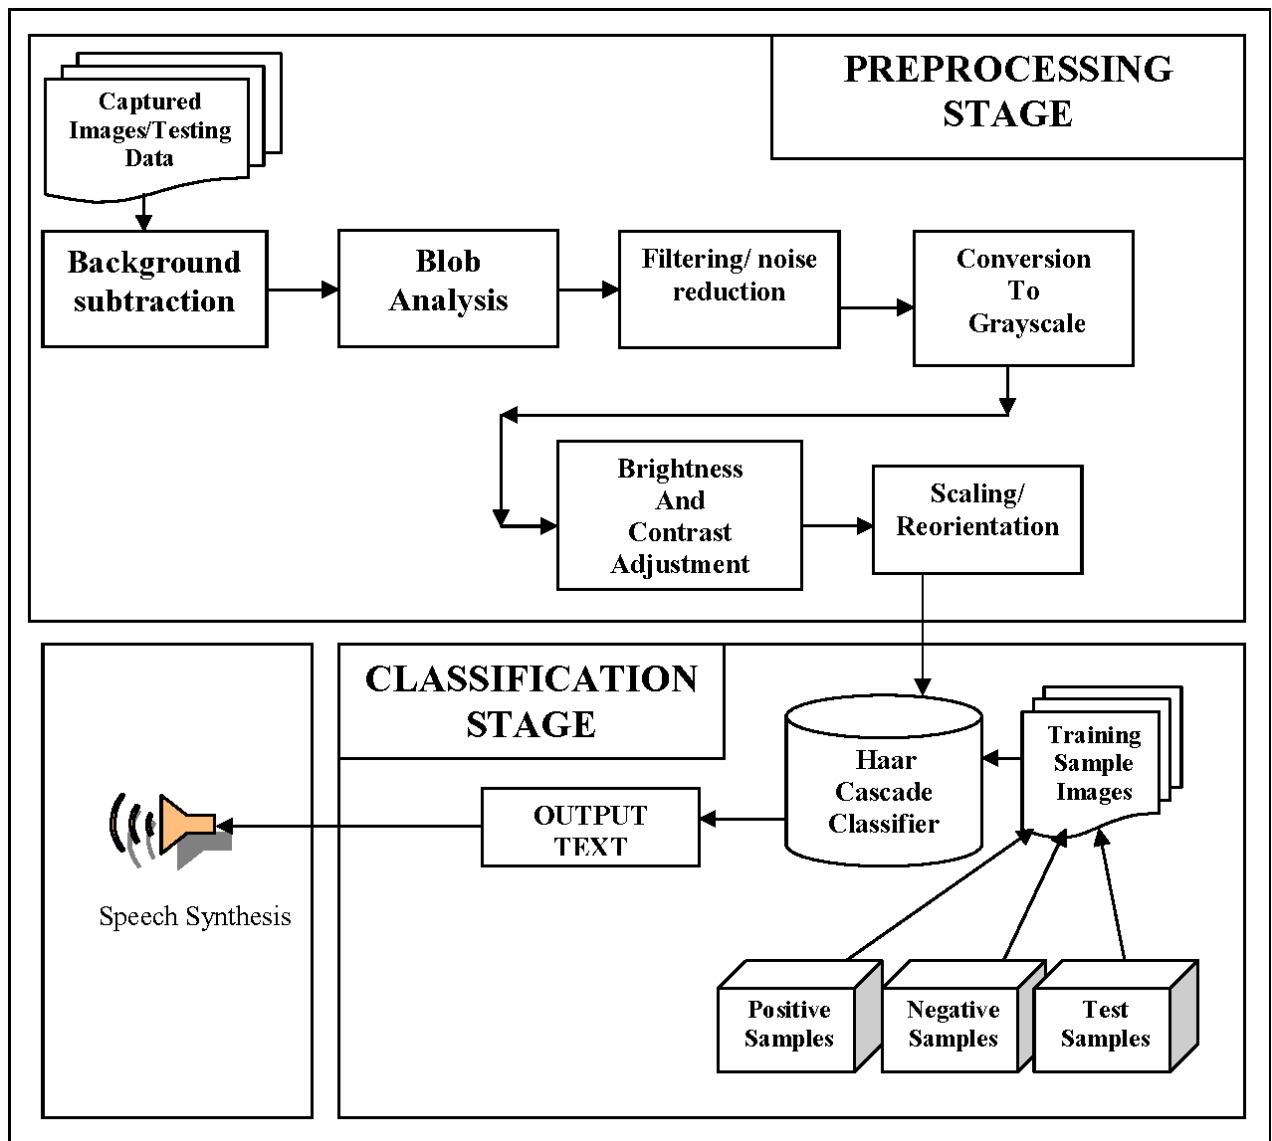 PREPROCESSING
STAGE
Captured
Images/Testing
Data
Background
subtraction
Blob
Analysis
Filtering/ noise
reduction
Conversion
To
Grayscale
Brightness
And
Contrast
Adjustment
Scaling/
Reorientation
CLASSIFICATION
STAGE
Haar
Cascade
Classifier
Training
Sample
Images
OUTPUT
TEXT
Speech Synthesis
Positive
Samples
Negative
Samples
Test
Samples